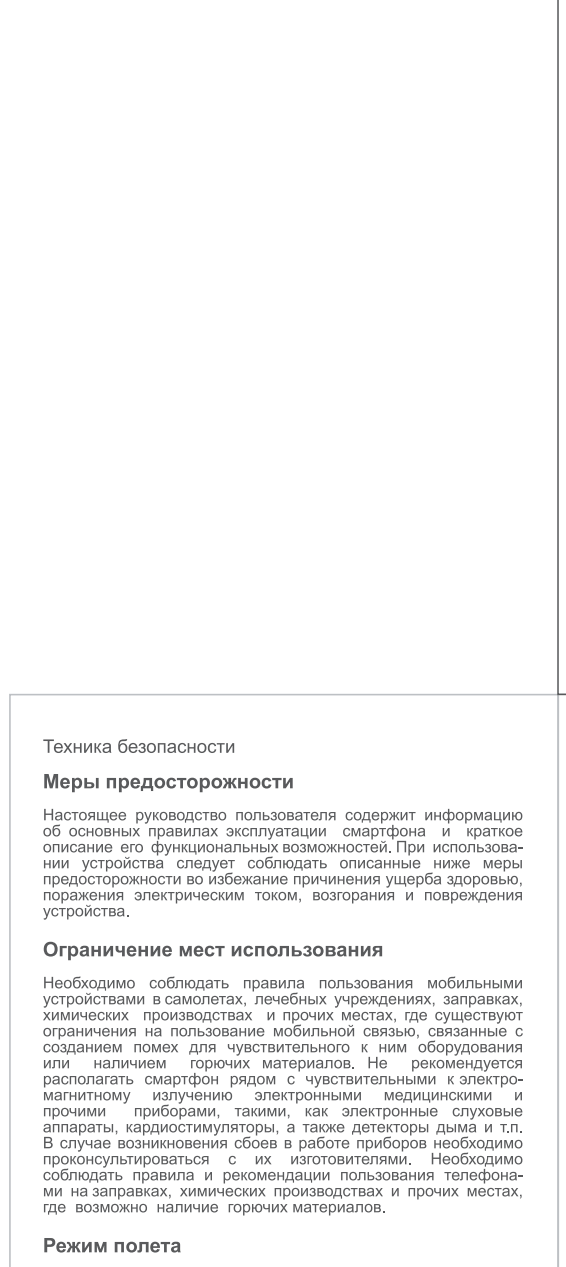 Техника безопасности
Меры предосторожности
Настоящее руководство пользователя содержит информацию
об основных правилах эксплуатации смартфона и краткое
описание его функциональных возможностей. При использова-
нии устройства следует соблюдать описанные ниже меры
предосторожности во избежание причинения ущерба здоровью,
поражения электрическим током, возгорания и повреждения
устройства.
Ограничение мест использования
Необходимо соблюдать правила пользования мобильными
устройствами в самолетах, лечебных учреждениях, заправках,
химических производствах и прочих местах, где существуют
ограничения на пользование мобильной связью, связанные с
созданием помех для чувствительного к ним оборудования
или наличием горючих материалов. Не рекомендуется
располагать смартфон рядом с чувствительными к электро-
магнитному излучению электронными медицинскими и
прочими приборами, такими, как электронные слуховые
аппараты, кардиостимуляторы, а также детекторы дыма и т.п.
В случае возникновения сбоев в работе приборов необходимо
проконсультироваться с их изготовителями. Необходимо
соблюдать правила и рекомендации пользования телефона-
ми на заправках, химических производствах и прочих местах,
где возможно наличие горючих материалов.
Режим полета